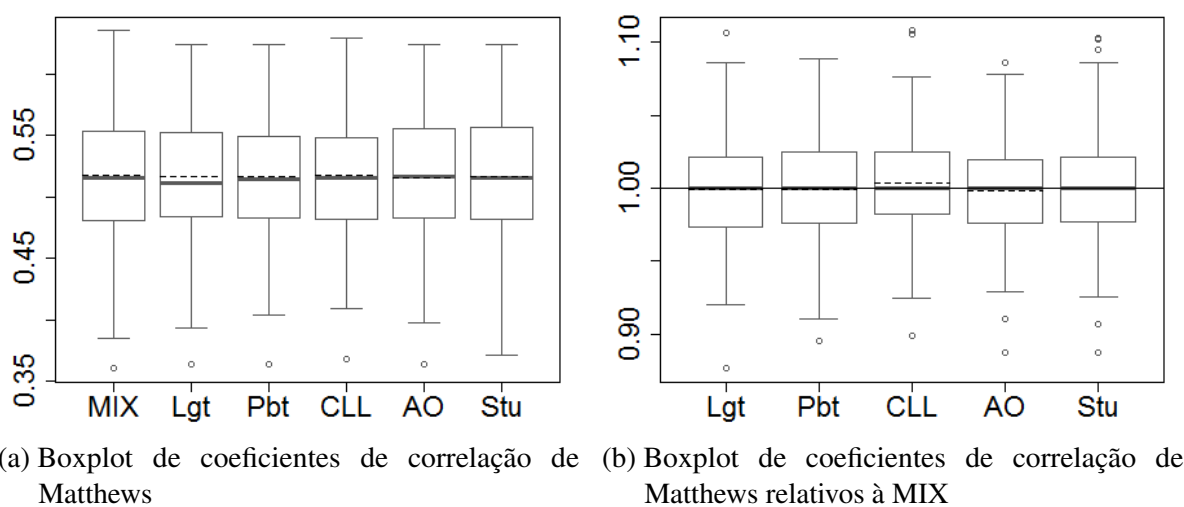 0.55
0.45
0.35
MIX Lgt Pbt CLL AO Stu
1.10
1.00
0.90
Lgt Pbt CLL AO Stu
(a) Boxplot de coeficientes de correlação de
Matthews
(b) Boxplot de coeficientes de correlação de
Matthews relativos à MIX